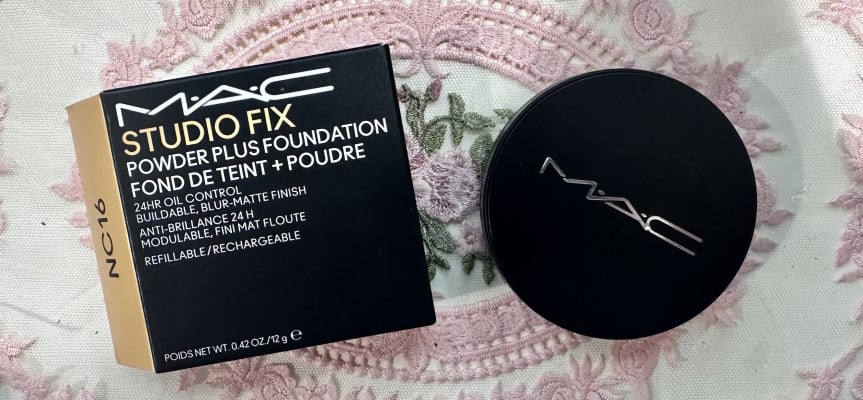 M·A·C
STUDIO FIX
POWDER PLUS FOUNDATION
FOND DE TEINT + POUDRE
24HR OIL CONTROL
BUILDABLE, BLUR-MATTE FINISH
ANTI-BRILLANCE 24 H
MODULABLE, FINI MAT FLOUTE
REFILLABLE/RECHARGEABLE
POIDS NET WT. 0.42 OZ./12 g ℮
NC16
M·A·C